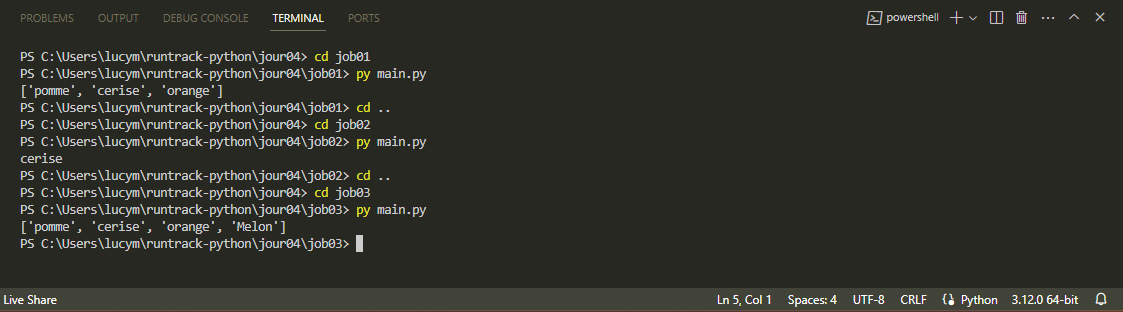 PROBLEMS OUTPUT DEBUG CONSOLE TERMINAL PORTS powershell
PS C:\Users\lucym\runtrack-python\jour04> cd job01
PS C:\Users\lucym\runtrack-python\jour04\job01> py main.py
['pomme', 'cerise', 'orange']
PS C:\Users\lucym\runtrack-python\jour04\job01> cd ..
PS C:\Users\lucym\runtrack-python\jour04> cd job02
PS C:\Users\lucym\runtrack-python\jour04\job02> py main.py
cerise
PS C:\Users\lucym\runtrack-python\jour04\job02> cd ..
PS C:\Users\lucym\runtrack-python\jour04> cd job03
PS C:\Users\lucym\runtrack-python\jour04\job03> py main.py
['pomme', 'cerise', 'orange', 'Melon']
PS C:\Users\lucym\runtrack-python\jour04\job03>
Live Share Ln 5, Col 1 Spaces: 4 UTF-8 CRLF Python 3.12.0 64-bit